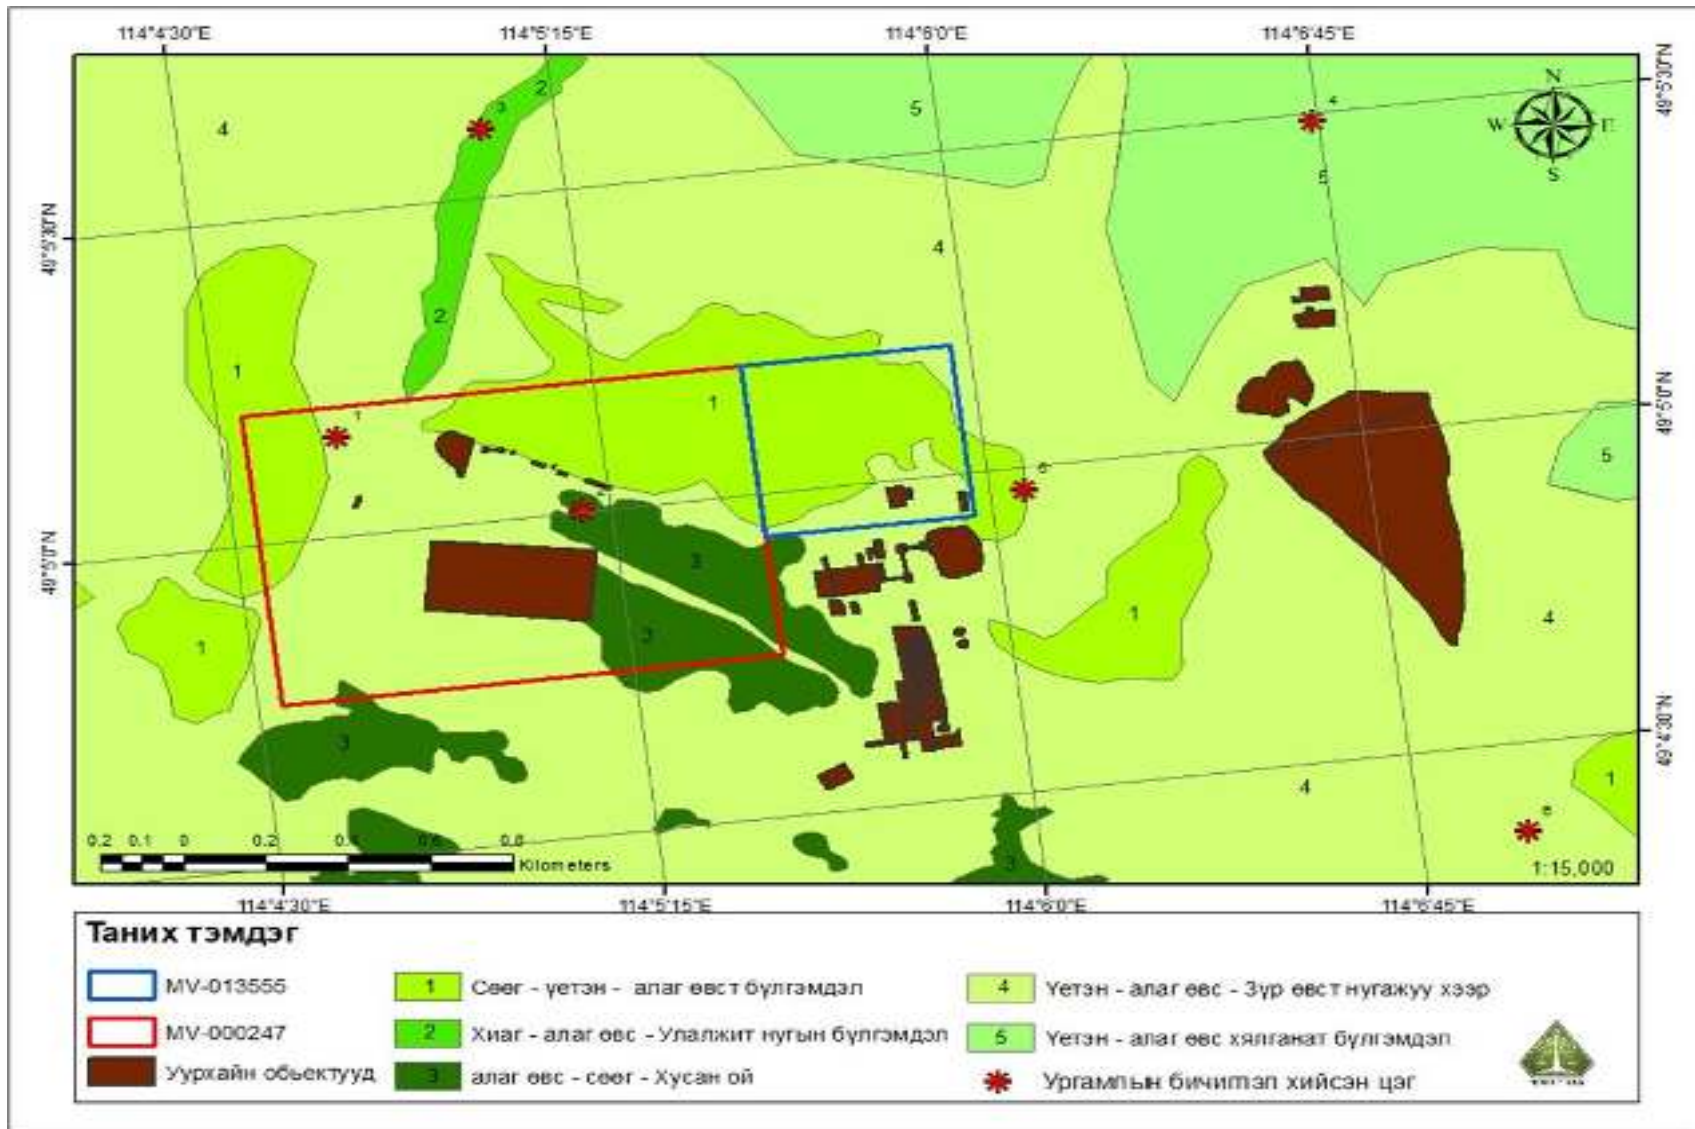 114°4'30"E 114°5'15"E 114°6'0"E 114°6'45"E
49°5'30"N
49°5'30"N
49°5'0"N
49°5'0"N
49°4'30"N
N
W E
S
4
2
3
5
4
5
4
2
1
1
1
5
3
3
1
1
4
3
4
1
3
6
0.2 0.1 0 0.2 0.4 0.6 0.8
Kilometers
1:15,000
114°4'30"E 114°5'15"E 114°6'0"E 114°6'45"E
Таних тэмдэг
MV-013555
MV-000247
Уурхайн обьектууд
1 Сөөг - үетэн - алаг өвст бүлгэмдэл
2 Хиаг - алаг өвс - Улалжит нугын бүлгэмдэл
3 алаг өвс - сөөг - Хусан ой
4 Үетэн - алаг өвс - Зүр өвст нугажуу хээр
5 Үетэн - алаг өвс хялганат бүлгэмдэл
Ургамлын бичиглэл хийсэн цэг